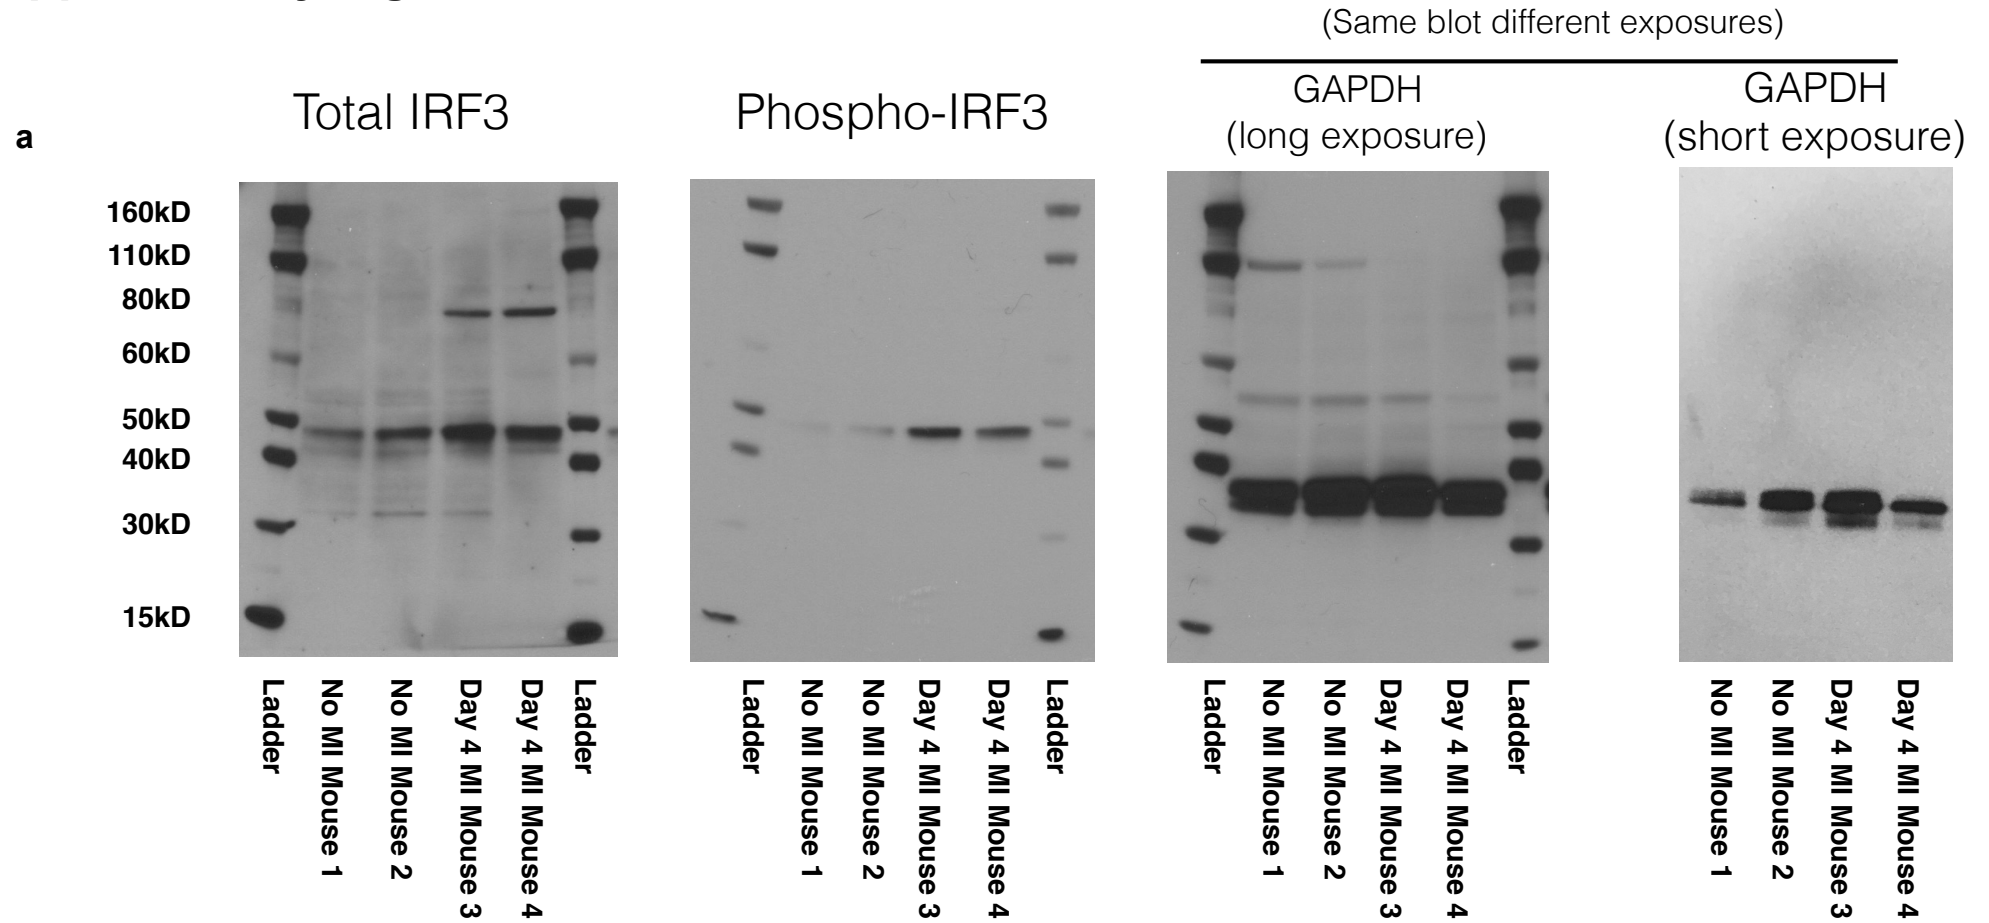 (Same blot different exposures)
a
Total IRF3
Phospho-IRF3
GAPDH
(long exposure)
GAPDH
(short exposure)
160kD
110kD
80kD
60kD
50kD
40kD
30kD
15kD
Ladder
No MI Mouse 1
No MI Mouse 2
Day 4 MI Mouse 3
Day 4 MI Mouse 4
Ladder
Ladder
No MI Mouse 1
No MI Mouse 2
Day 4 MI Mouse 3
Day 4 MI Mouse 4
Ladder
Ladder
No MI Mouse 1
No MI Mouse 2
Day 4 MI Mouse 3
Day 4 MI Mouse 4
Ladder
No MI Mouse 1
No MI Mouse 2
Day 4 MI Mouse 3
Day 4 MI Mouse 4